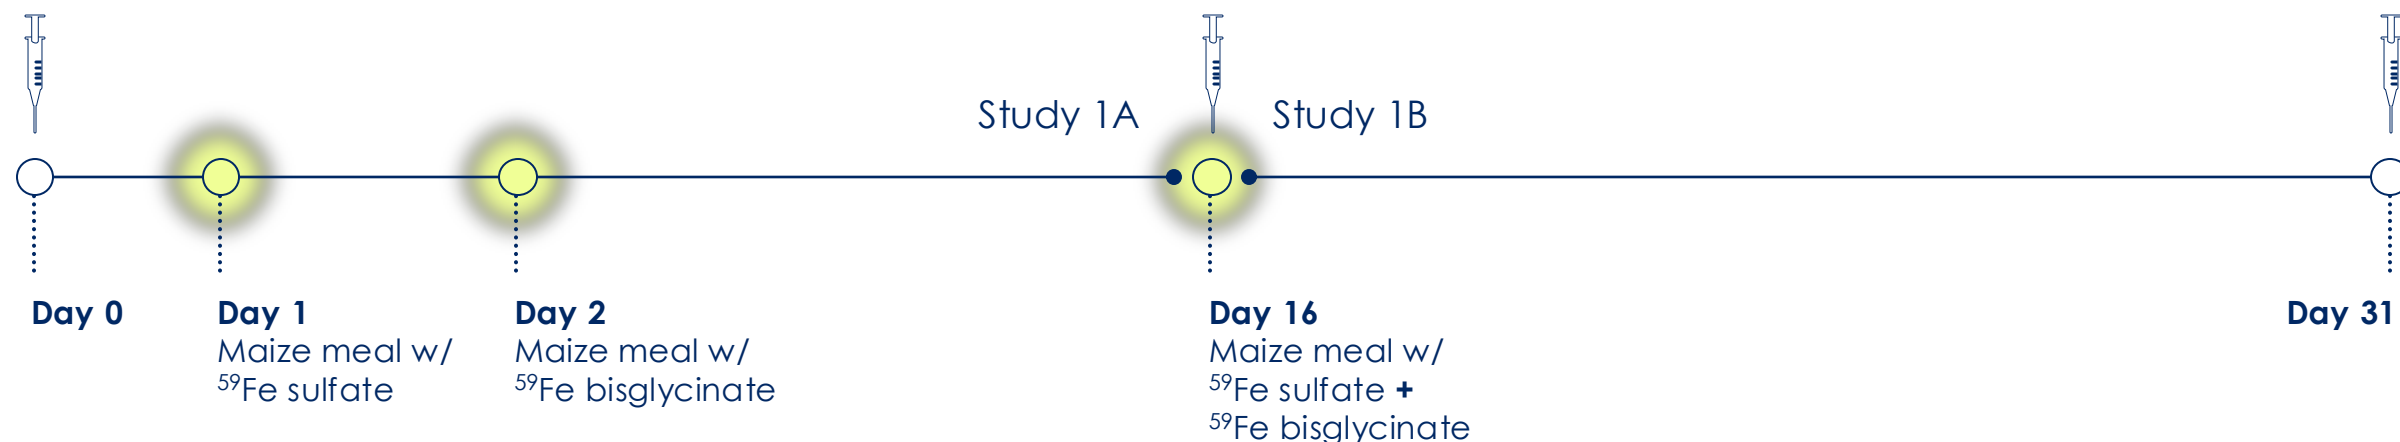 Study 1A
Study 1B
Day 0
Day 1
Maize meal w/
⁵⁹Fe sulfate
Day 2
Maize meal w/
⁵⁹Fe bisglycinate
Day 16
Maize meal w/
⁵⁹Fe sulfate +
⁵⁹Fe bisglycinate
Day 31